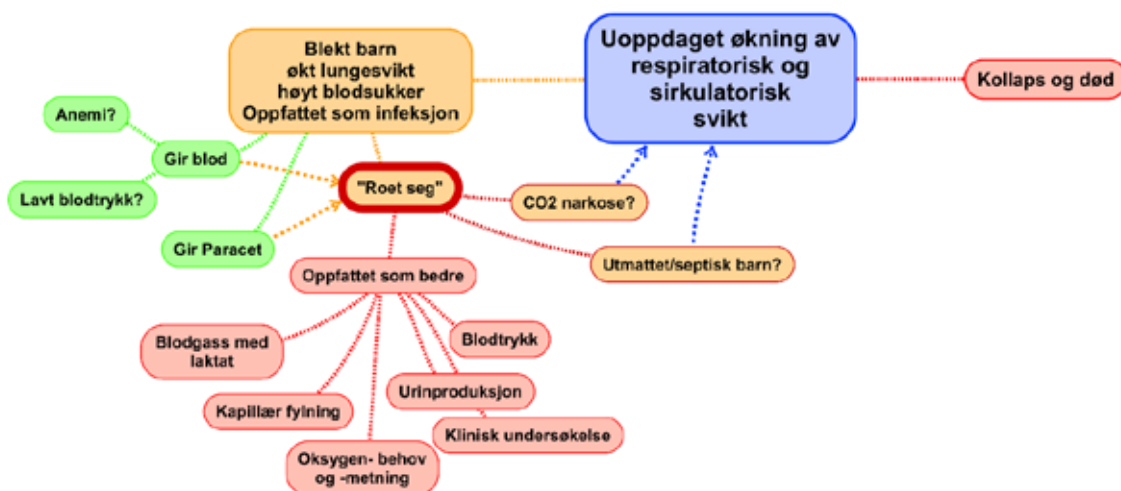 Blekt barn
økt lungesvikt
høyt blodsukker
Oppfattet som infeksjon
Uoppdaget økning av
respiratorisk og
sirkulatorisk
svikt
Kollaps og død
Anemi?
Gir blod
Lavt blodtrykk?
"Roet seg"
CO2 narkose?
Gir Paracet
Utmattet/septisk barn?
Oppfattet som bedre
Blodgass med
laktat
Blodtrykk
Kapillær fylning
Urinproduksjon
Klinisk undersøkelse
Oksygen- behov
og -metning